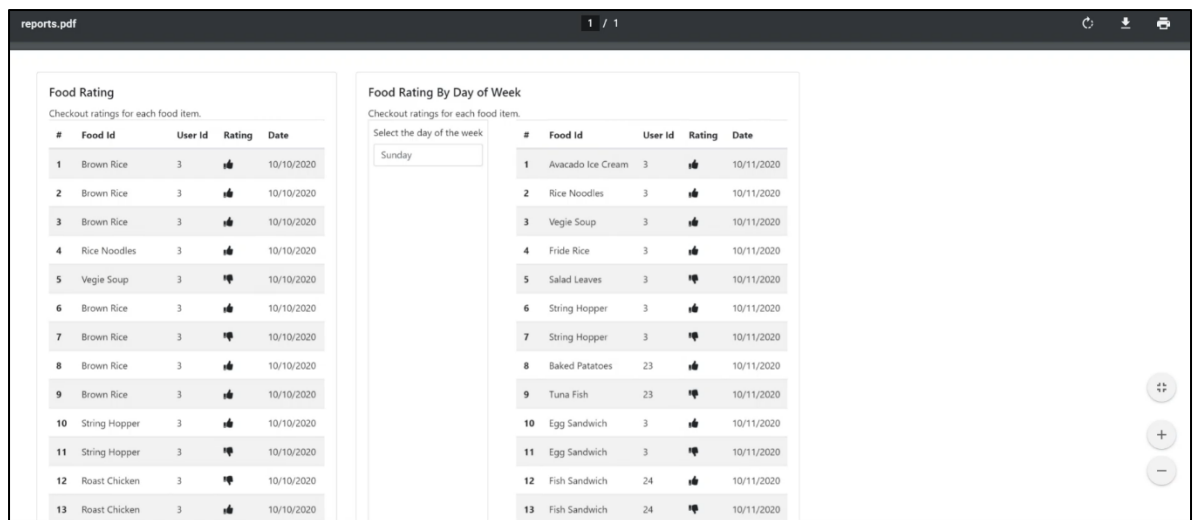 reports.pdf
1 / 1
Food Rating
Checkout ratings for each food item.
# Food Id User Id Rating Date
1 Brown Rice 3 10/10/2020
2 Brown Rice 3 10/10/2020
3 Brown Rice 3 10/10/2020
4 Rice Noodles 3 10/10/2020
5 Vegie Soup 3 10/10/2020
6 Brown Rice 3 10/10/2020
7 Brown Rice 3 10/10/2020
8 Brown Rice 3 10/10/2020
9 Brown Rice 3 10/10/2020
10 String Hopper 3 10/10/2020
11 String Hopper 3 10/10/2020
12 Roast Chicken 3 10/10/2020
13 Roast Chicken 3 10/10/2020
Food Rating By Day of Week
Checkout ratings for each food item.
Select the day of the week
Sunday
# Food Id User Id Rating Date
1 Avacado Ice Cream 3 10/11/2020
2 Rice Noodles 3 10/11/2020
3 Vegie Soup 3 10/11/2020
4 Fride Rice 3 10/11/2020
5 Salad Leaves 3 10/11/2020
6 String Hopper 3 10/11/2020
7 String Hopper 3 10/11/2020
8 Baked Patatoes 23 10/11/2020
9 Tuna Fish 23 10/11/2020
10 Egg Sandwich 3 10/11/2020
11 Egg Sandwich 3 10/11/2020
12 Fish Sandwich 24 10/11/2020
13 Fish Sandwich 24 10/11/2020